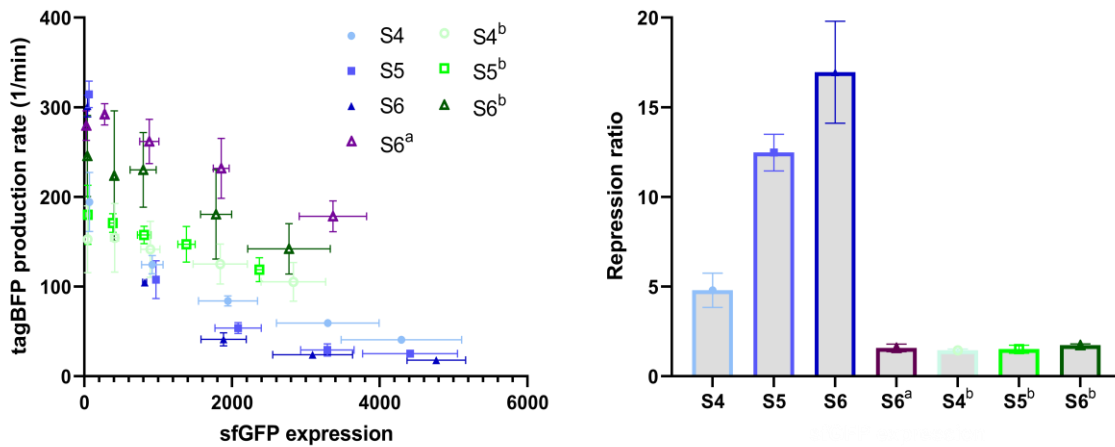 400
300
200
100
0
tagBFP production rate (1/min)
0
2000
4000
6000
sfGFP expression
S4
S5
S6
S6ᵃ
S4ᵇ
S5ᵇ
S6ᵇ
20
15
10
5
0
Repression ratio
S4 S5 S6 S6ᵃ S4ᵇ S5ᵇ S6ᵇ